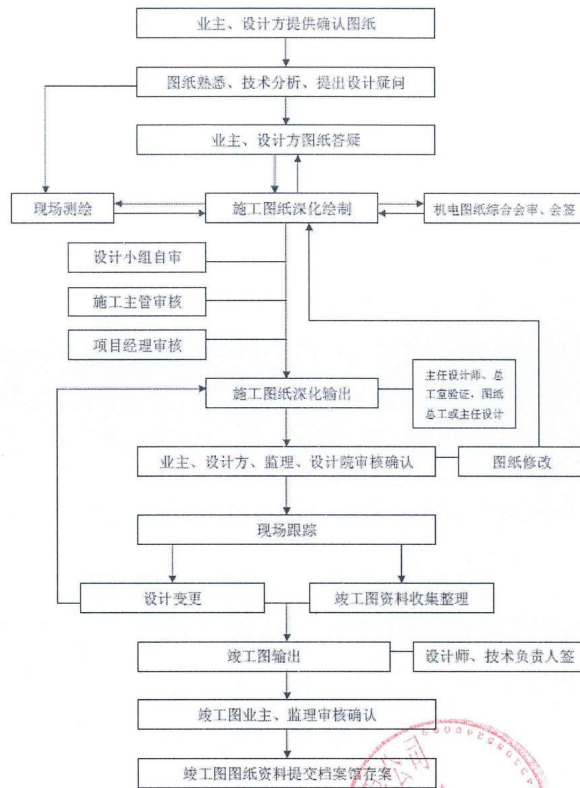 业主、设计方提供确认图纸
图纸熟悉、技术分析、提出设计疑问
业主、设计方图纸答疑
现场测绘
施工图纸深化绘制
机电图纸综合会审、会签
设计小组自审
施工主管审核
项目经理审核
施工图纸深化输出
主任设计师、总
工室验证，图纸
总工或主任设计
业主、设计方、监理、设计院审核确认
图纸修改
现场跟踪
设计变更
竣工图资料收集整理
竣工图输出
设计师、技术负责人签
竣工图业主、监理审核确认
竣工图图纸资料提交档案馆存案